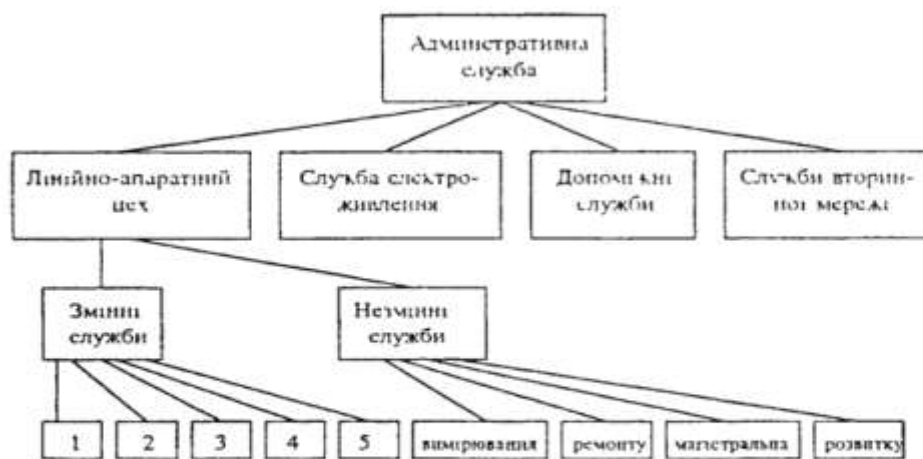 Адміністративна
служба
Лінійно-апаратний
цех
Служба електро-
живлення
Допоміжні
служби
Служби вторин-
ної мережі
Змінні
служби
Незмінні
служби
1
2
3
4
5
вимірювання
ремонту
магістральна
розвитку